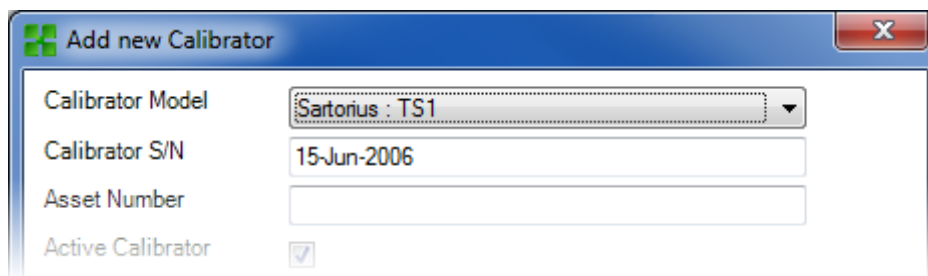 Add new Calibrator
Calibrator Model Sartorius : TS1
Calibrator S/N 15-Jun-2006
Asset Number
Active Calibrator